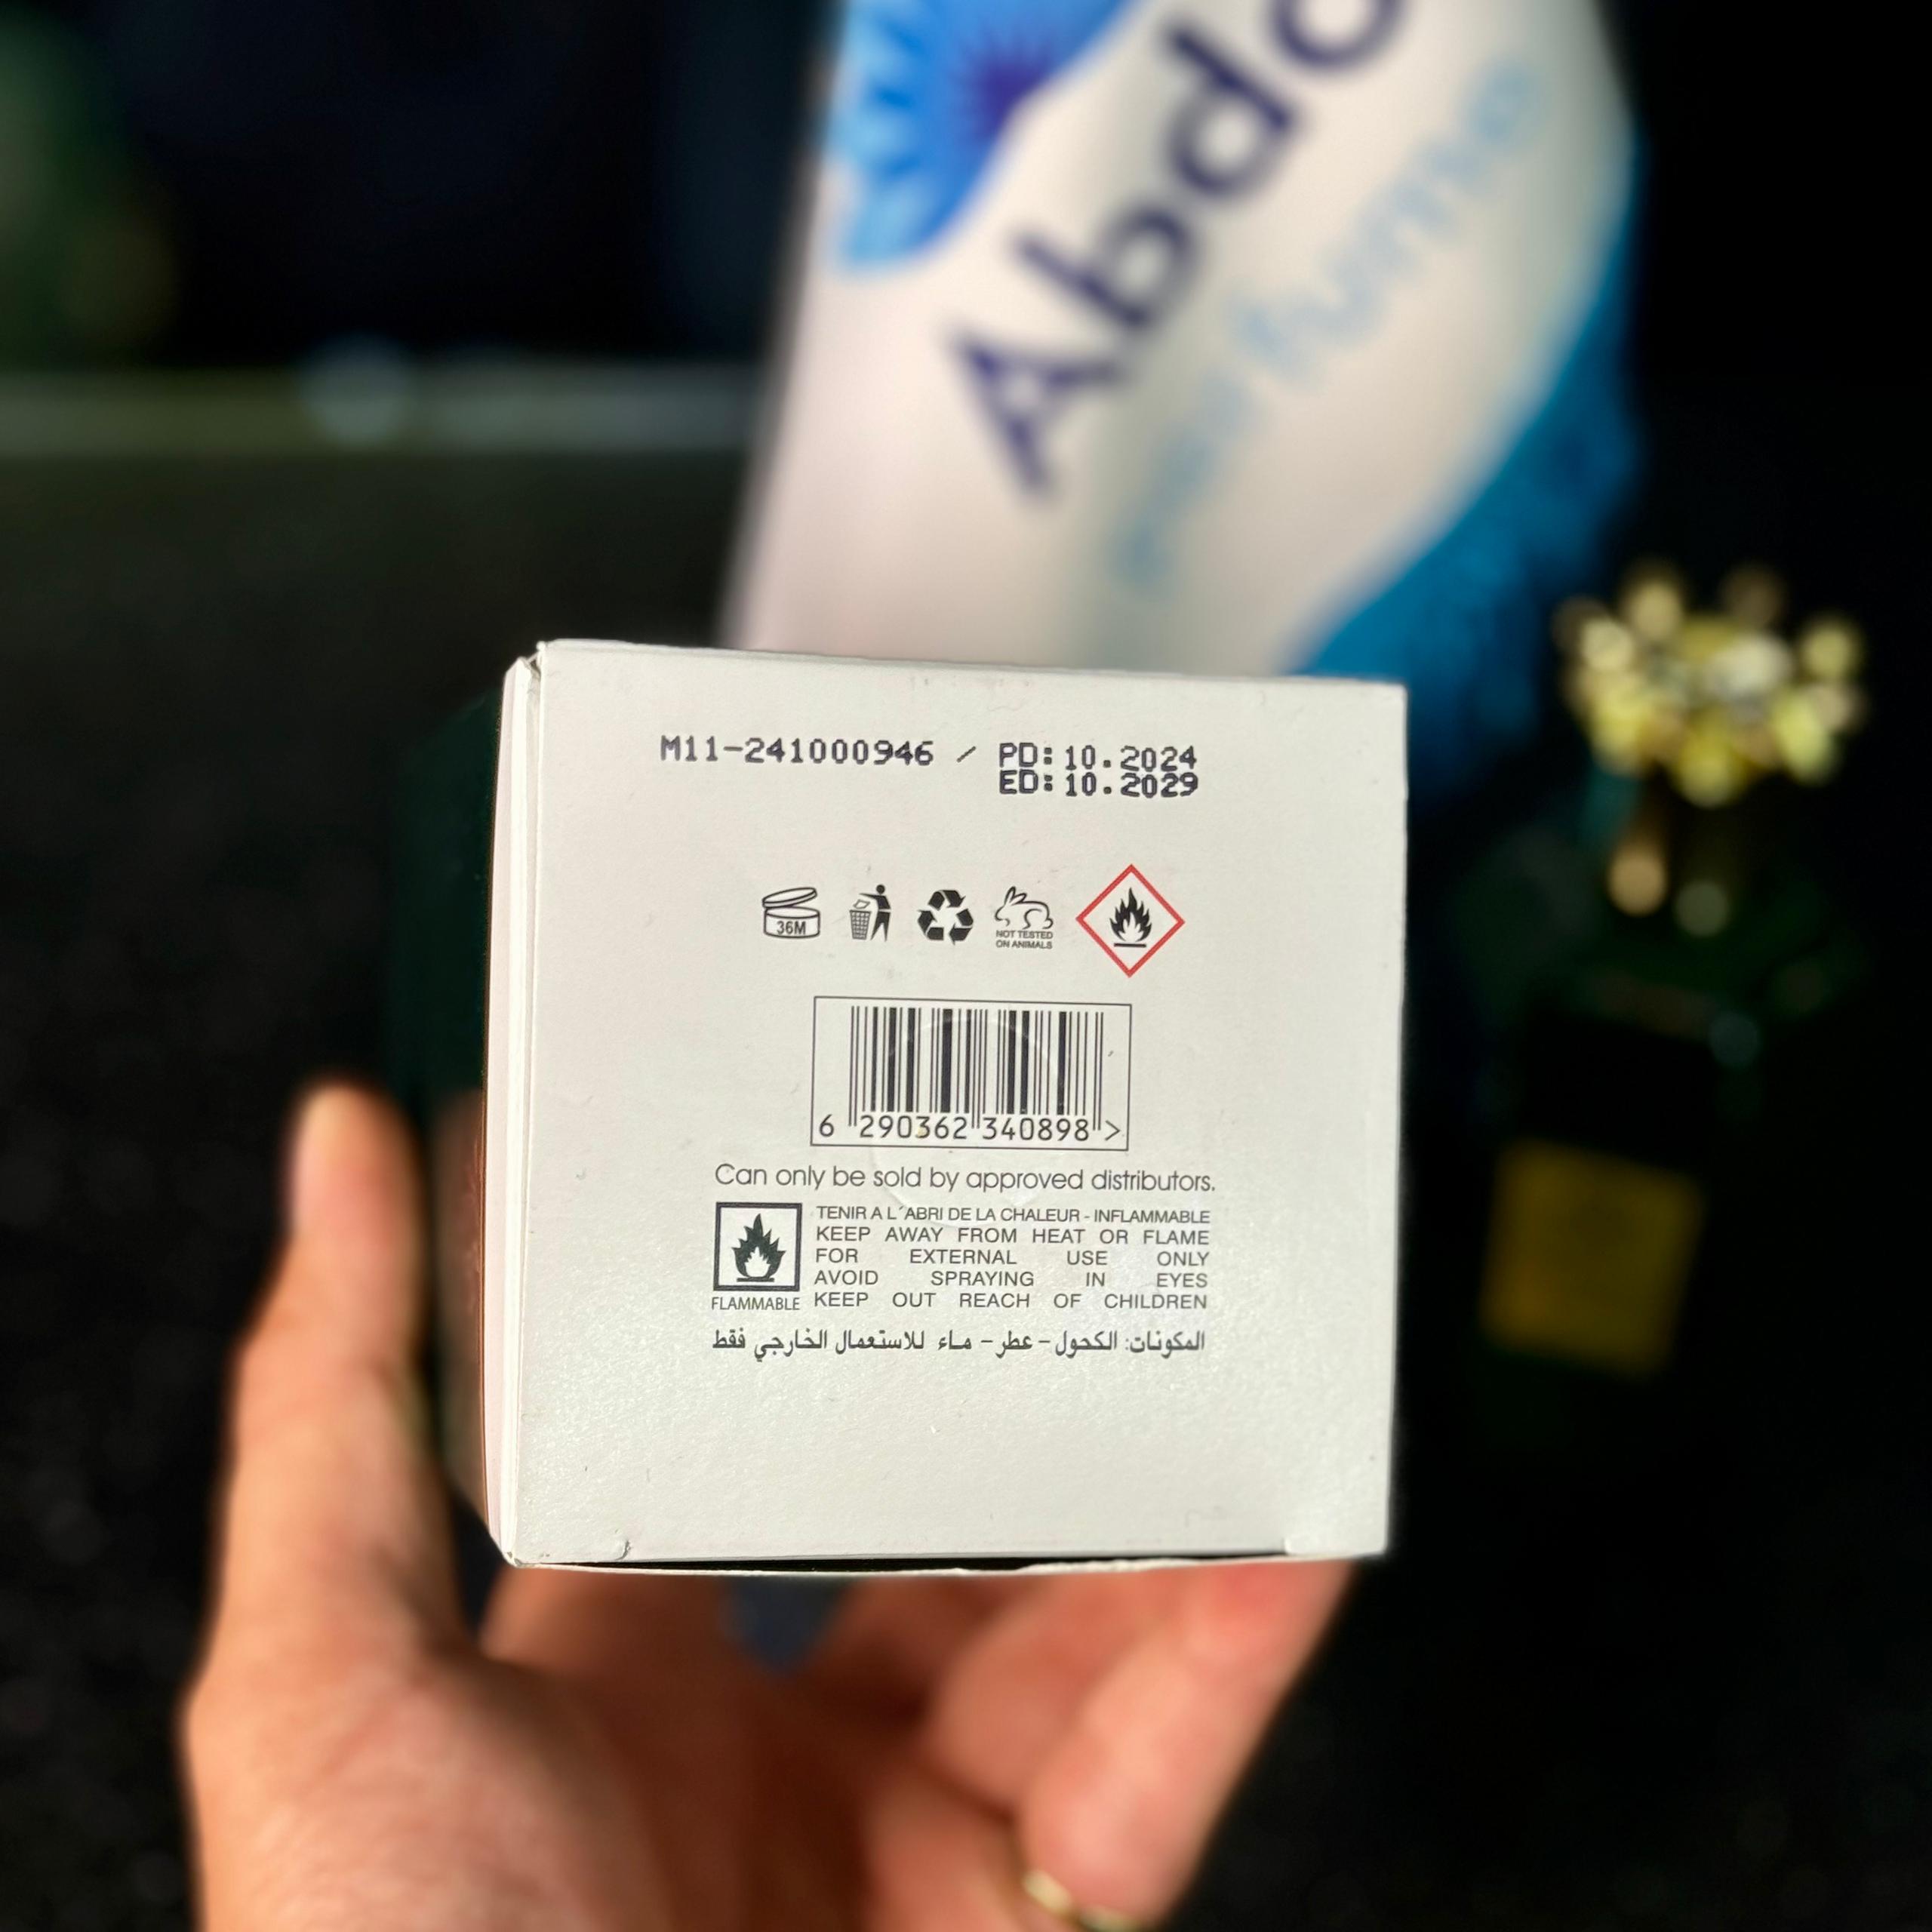 Abdo
M11-241000946 / PD: 10.2024
ED: 10.2029
36M
NOT TESTED
ON ANIMALS
6 290362 340898 >
Can only be sold by approved distributors.
TENIR A L´ABRI DE LA CHALEUR - INFLAMMABLE
KEEP AWAY FROM HEAT OR FLAME
FOR EXTERNAL USE ONLY
AVOID SPRAYING IN EYES
KEEP OUT REACH OF CHILDREN
FLAMMABLE
المكونات: الكحول - عطر - ماء للاستعمال الخارجي فقط